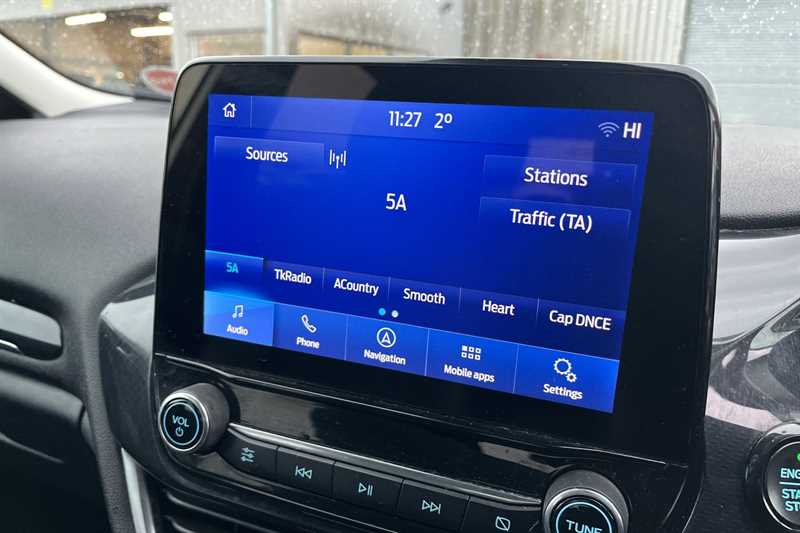 11:27 2°
HI
Sources
Stations
5A
Traffic (TA)
5A TkRadio ACountry Smooth Heart Cap DNCE
Audio Phone Navigation Mobile apps Settings
VOL
TUNE